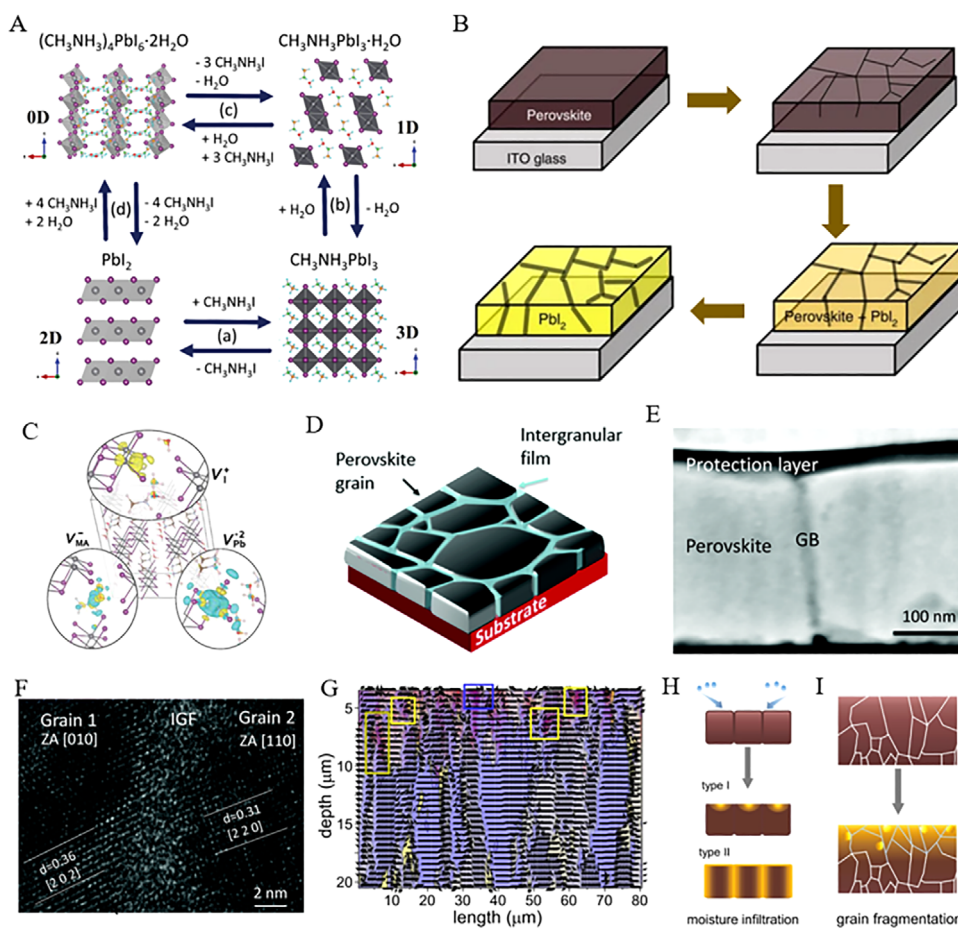 A
(CH₃NH₃)₄PbI₆·2H₂O
CH₃NH₃PbI₃·H₂O
- 3 CH₃NH₃I
- H₂O
(c)
+ H₂O
+ 3 CH₃NH₃I
0D
1D
+ 4 CH₃NH₃I
+ 2 H₂O
(d)
- 4 CH₃NH₃I
- 2 H₂O
+ H₂O
(b)
- H₂O
PbI₂
CH₃NH₃PbI₃
+ CH₃NH₃I
(a)
- CH₃NH₃I
2D
3D
B
Perovskite
ITO glass
PbI₂
Perovskite + PbI₂
C
V_I⁺
V_MA⁻
V_Pb⁻²
D
Perovskite
grain
Intergranular
film
Substrate
E
Protection layer
Perovskite
GB
100 nm
F
Grain 1
ZA [010]
IGF
Grain 2
ZA [110]
d=0.36
[2 0 2]
d=0.31
[2 2 0]
2 nm
G
depth (μm)
5
10
15
20
10 20 30 40 50 60 70 80
length (μm)
H
type I
type II
moisture infiltration
I
grain fragmentation